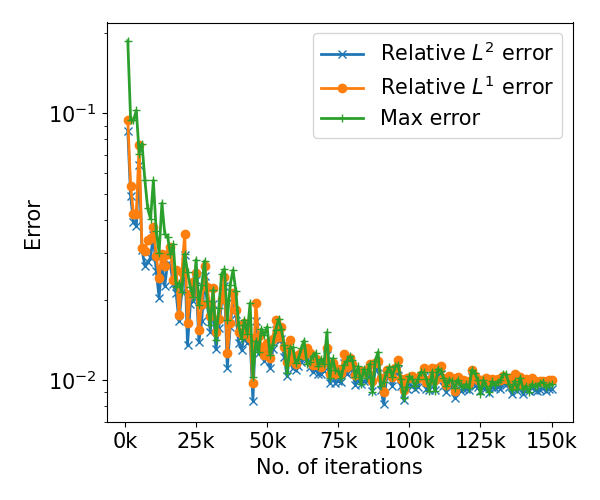 Relative L² error
Relative L¹ error
Max error
Error
10⁻¹
10⁻²
0k 25k 50k 75k 100k 125k 150k
No. of iterations